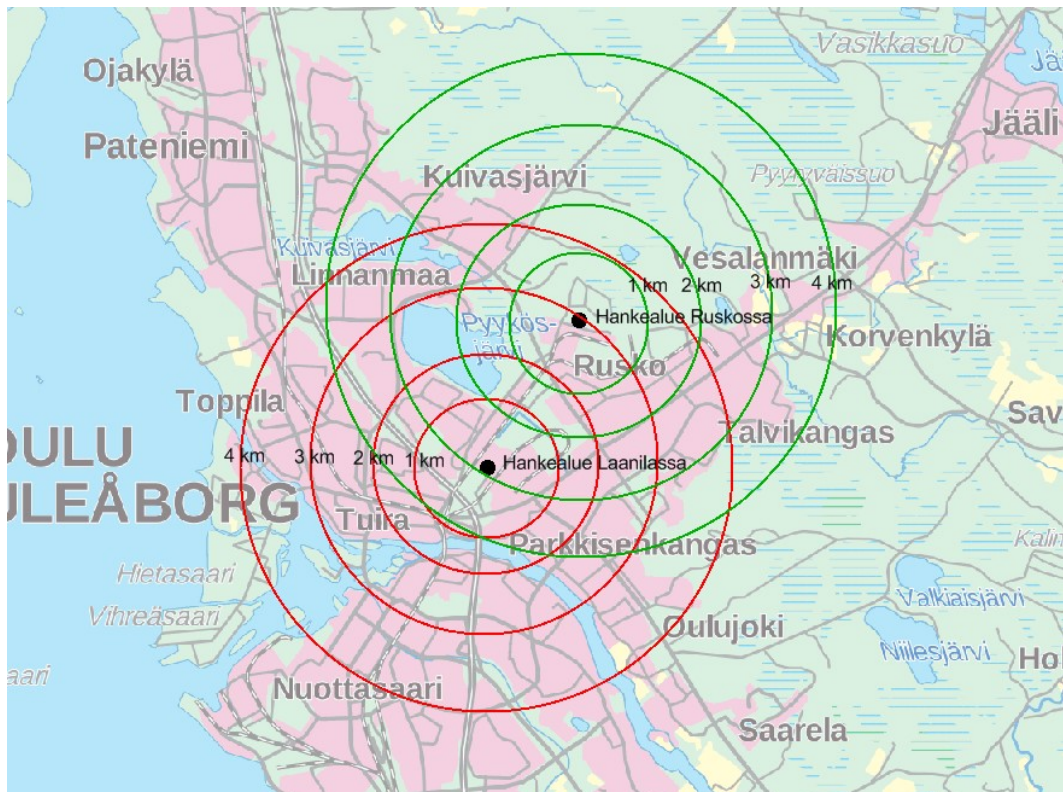 Vasikkasuo
Ojakylä
Jääli
Pateniemi
Kuivasjärvi
Pyyryväissuo
Kuivasjärvi
Linnanmaa
Vesalanmäki
1 km
2 km
3 km
4 km
Hankealue Ruskossa
Pyykös-
järvi
Korvenkylä
Rusko
Toppila
Talvikangas
OULU
ULEÅBORG
4 km
3 km
2 km
1 km
Hankealue Laanilassa
Tuira
Parkkisenkangas
Hietasaari
Vihreäsaari
Valkiaisjärvi
Oulujoki
Niilesjärvi
Nuottasaari
Saarela